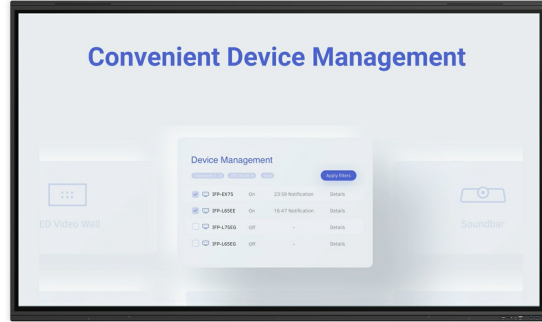 Convenient Device Management
Device Management
Apply filters
IFP-EX75 On 23:59 Notification Details
IFP-L65EE On 16:47 Notification Details
IFP-L75EG Off - Details
IFP-L65EG Off - Details
ED Video Wall
Soundbar